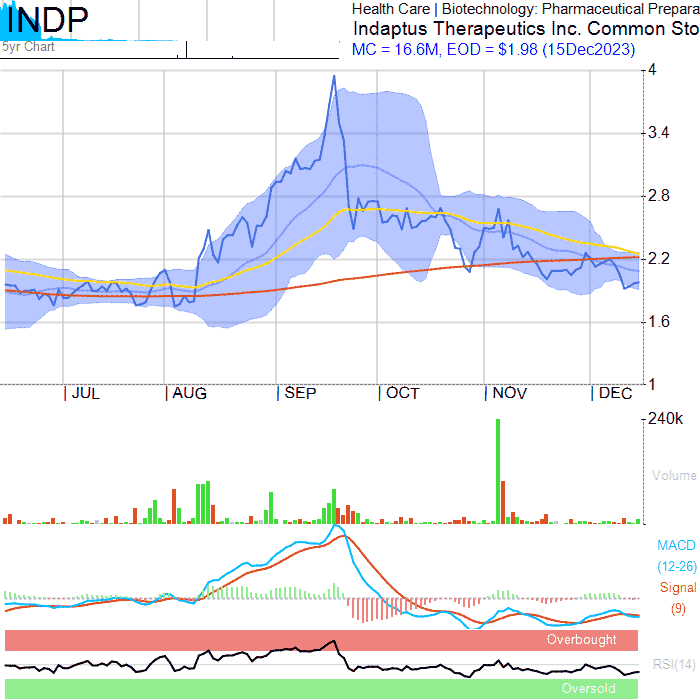 INDP
5yr Chart
Health Care | Biotechnology: Pharmaceutical Prepara
Indaptus Therapeutics Inc. Common Sto
MC = 16.6M, EOD = $1.98 (15Dec2023)
4
3.4
2.8
2.2
1.6
1
| JUL | AUG | SEP | OCT | NOV | DEC
240k
Volume
MACD
(12-26)
Signal
(9)
Overbought
RSI(14)
Oversold